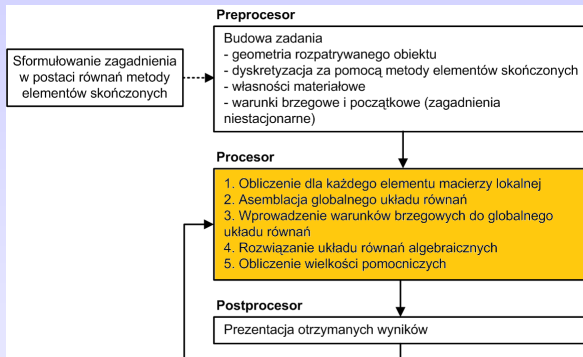 Preprocesor
Sformułowanie zagadnienia
w postaci równań metody
elementów skończonych
Budowa zadania
- geometria rozpatrywanego obiektu
- dyskretyzacja za pomocą metody elementów skończonych
- własności materiałowe
- warunki brzegowe i początkowe (zagadnienia
niestacjonarne)
Procesor
1. Obliczenie dla każdego elementu macierzy lokalnej
2. Asemblacja globalnego układu równań
3. Wprowadzenie warunków brzegowych do globalnego
układu równań
4. Rozwiązanie układu równań algebraicznych
5. Obliczenie wielkości pomocniczych
Postprocesor
Prezentacja otrzymanych wyników